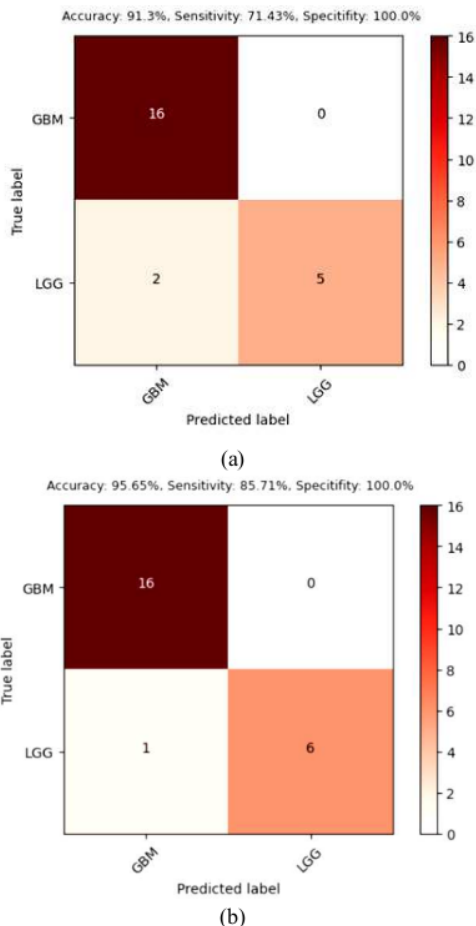 Accuracy: 91.3%, Sensitivity: 71.43%, Specitifity: 100.0%
GBM
LGG
True label
16
0
2
5
GBM
LGG
Predicted label
16
14
12
10
8
6
4
2
0
(a)
Accuracy: 95.65%, Sensitivity: 85.71%, Specitifity: 100.0%
GBM
LGG
True label
16
0
1
6
GBM
LGG
Predicted label
16
14
12
10
8
6
4
2
0
(b)